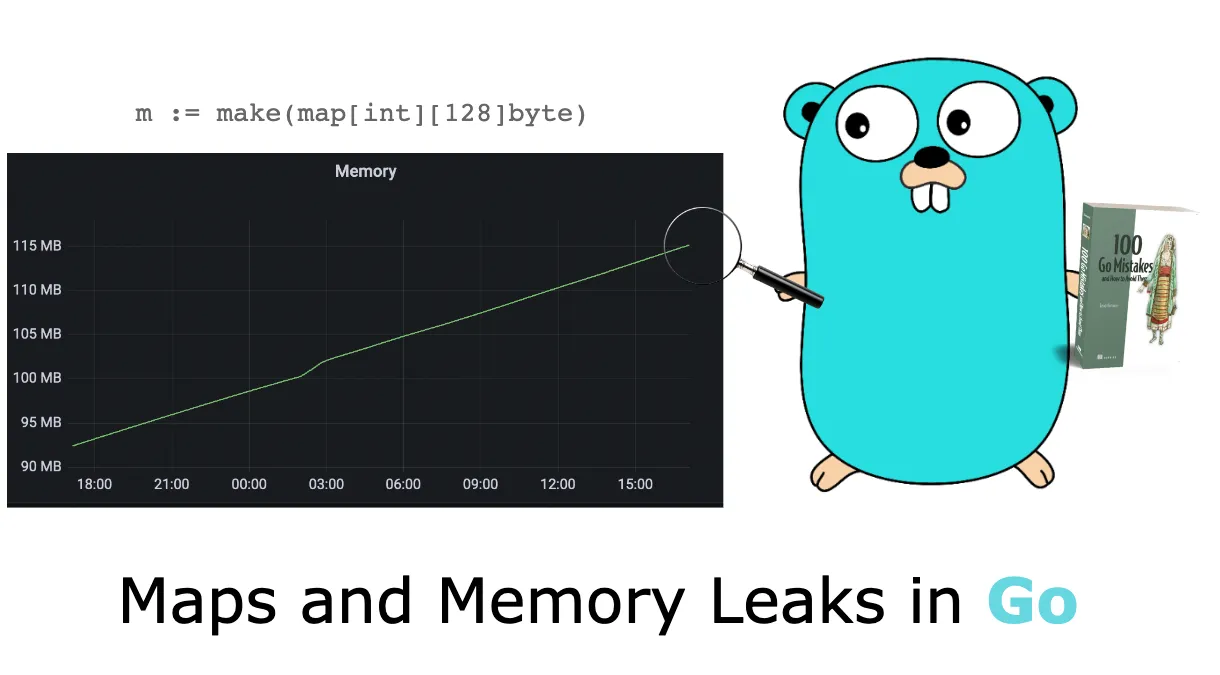 m := make(map[int][128]byte)
Memory
115 MB
110 MB
105 MB
100 MB
95 MB
90 MB
18:00 21:00 00:00 03:00 06:00 09:00 12:00 15:00
100
Go Mistakes
and How to Avoid Them
Maps and Memory Leaks in Go